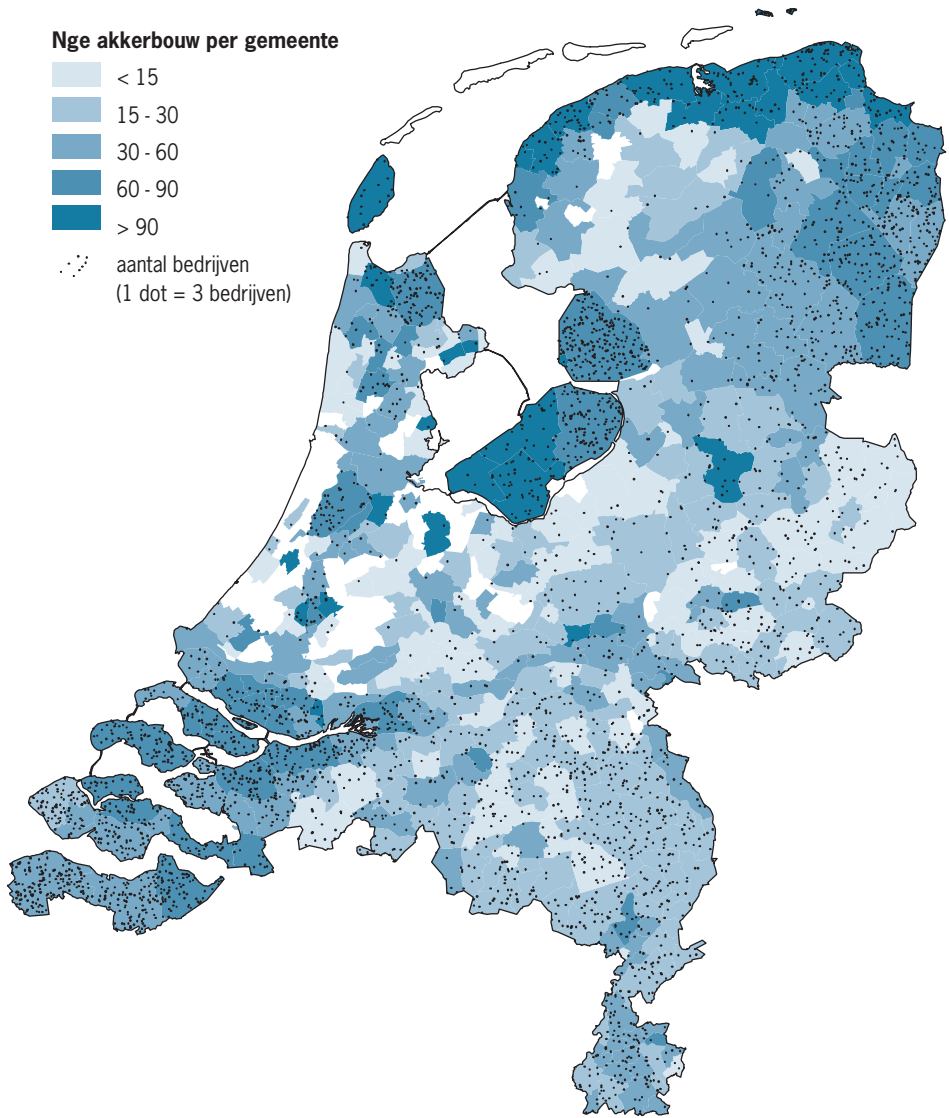 Nge akkerbouw per gemeente
< 15
15 - 30
30 - 60
60 - 90
> 90
aantal bedrijven
(1 dot = 3 bedrijven)